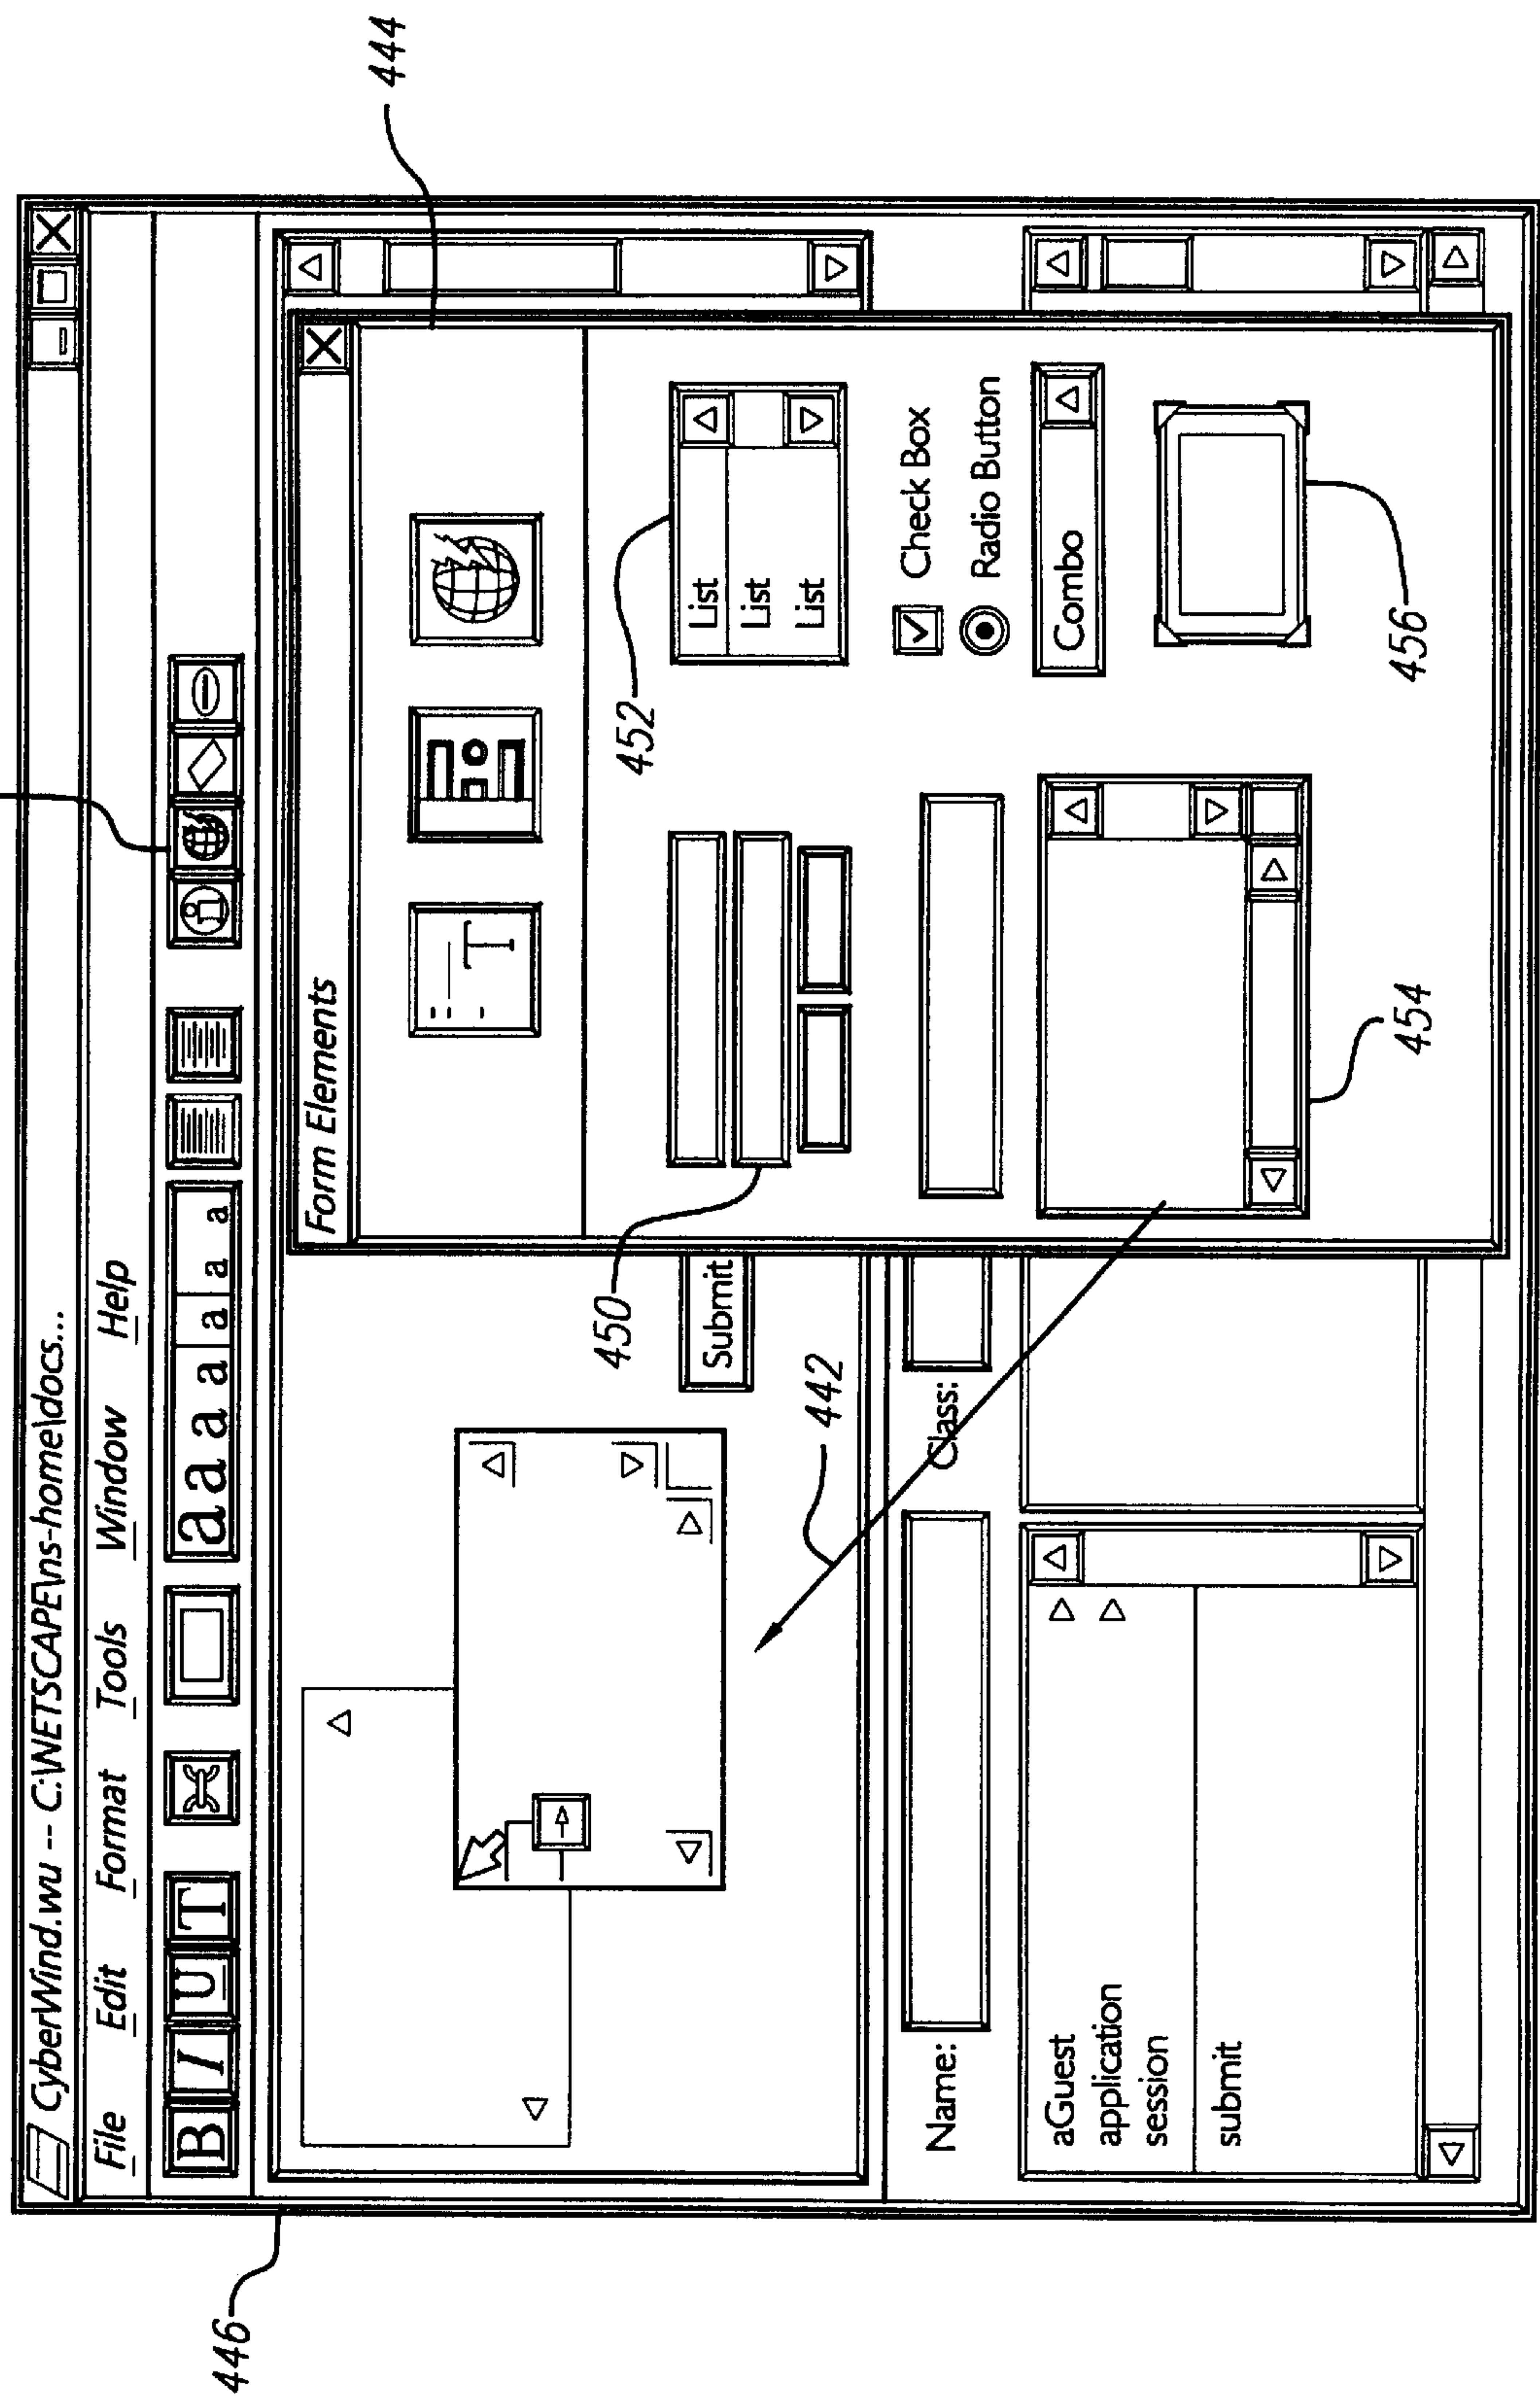 CyberWind.wu -- C:\NETSCAPE\ns-home\docs...
File Edit Format Tools Window Help
B I U T a a a a a a i
444
446
Form Elements
T
452
List
List
List
450
Submit
442
Check Box
Radio Button
Name:
Class:
Combo
aGuest
application
session
submit
454
456